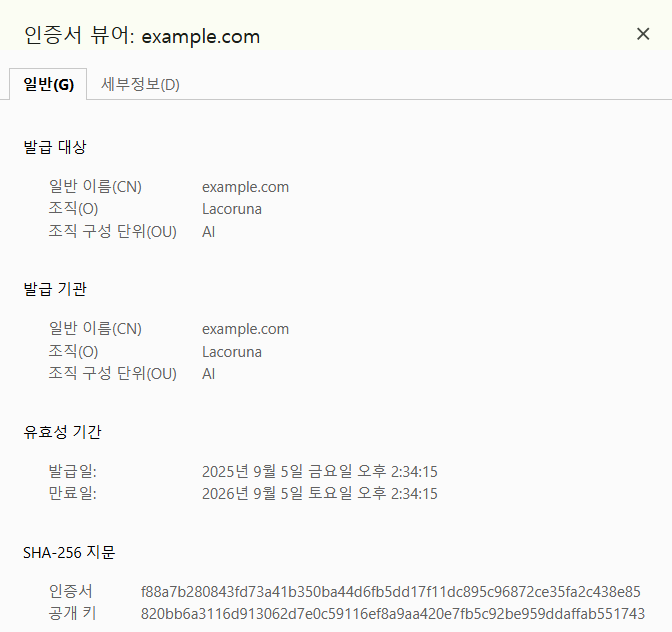 인증서 뷰어: example.com
일반(G) 세부정보(D)
발급 대상
일반 이름(CN) example.com
조직(O) Lacoruna
조직 구성 단위(OU) AI
발급 기관
일반 이름(CN) example.com
조직(O) Lacoruna
조직 구성 단위(OU) AI
유효성 기간
발급일: 2025년 9월 5일 금요일 오후 2:34:15
만료일: 2026년 9월 5일 토요일 오후 2:34:15
SHA-256 지문
인증서 f88a7b280843fd73a41b350ba44d6fb5dd17f11dc895c96872ce35fa2c438e85
공개 키 820bb6a3116d913062d7e0c59116ef8a9aa420e7fb5c92be959ddaffab551743